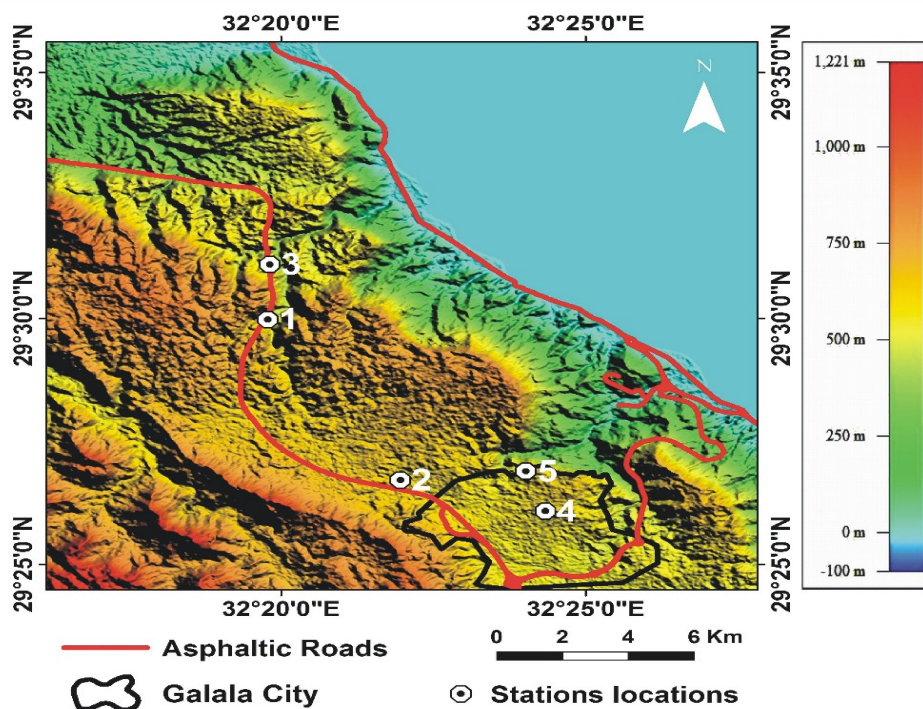 32°20'0"E 32°25'0"E
N
29°35'0"N 29°35'0"N
29°30'0"N 29°30'0"N
29°25'0"N 29°25'0"N
3
1
2
5
4
1,221 m
1,000 m
750 m
500 m
250 m
0 m
-100 m
32°20'0"E 32°25'0"E
Asphaltic Roads
0 2 4 6 Km
Galala City
Stations locations